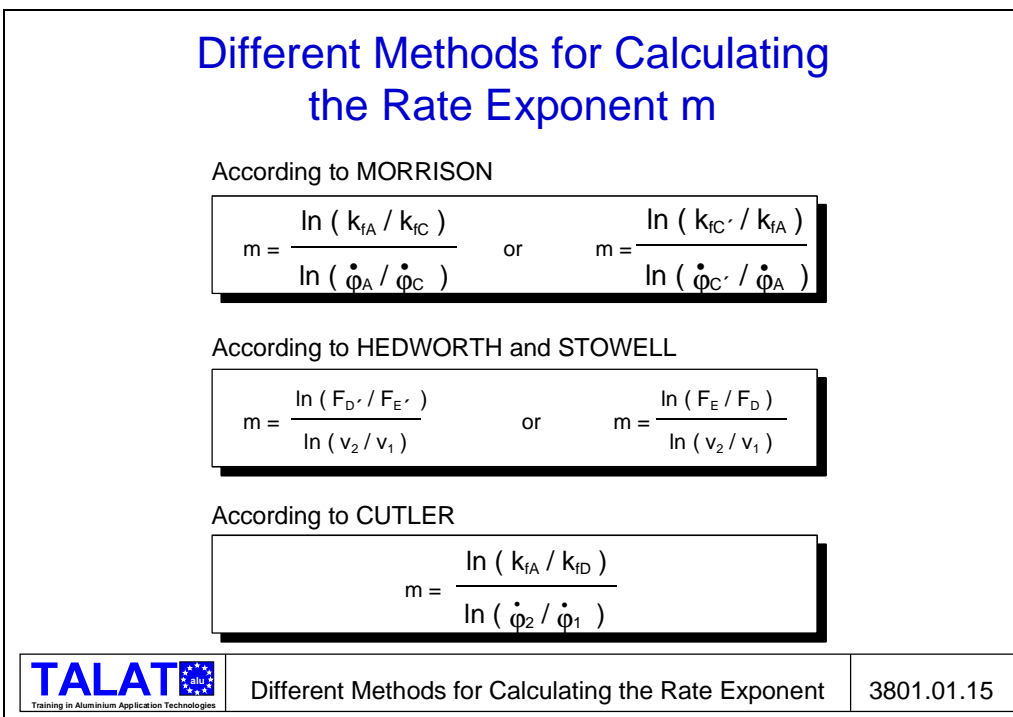 Different Methods for Calculating
the Rate Exponent m
According to MORRISON
m = ln ( k_fA / k_fC ) / ln ( φ̇_A / φ̇_C ) or m = ln ( k_fC´ / k_fA ) / ln ( φ̇_C´ / φ̇_A )
According to HEDWORTH and STOWELL
m = ln ( F_D´ / F_E´ ) / ln ( v_2 / v_1 ) or m = ln ( F_E / F_D ) / ln ( v_2 / v_1 )
According to CUTLER
m = ln ( k_fA / k_fD ) / ln ( φ̇_2 / φ̇_1 )
TALAT alu
Training in Aluminium Application Technologies
Different Methods for Calculating the Rate Exponent
3801.01.15